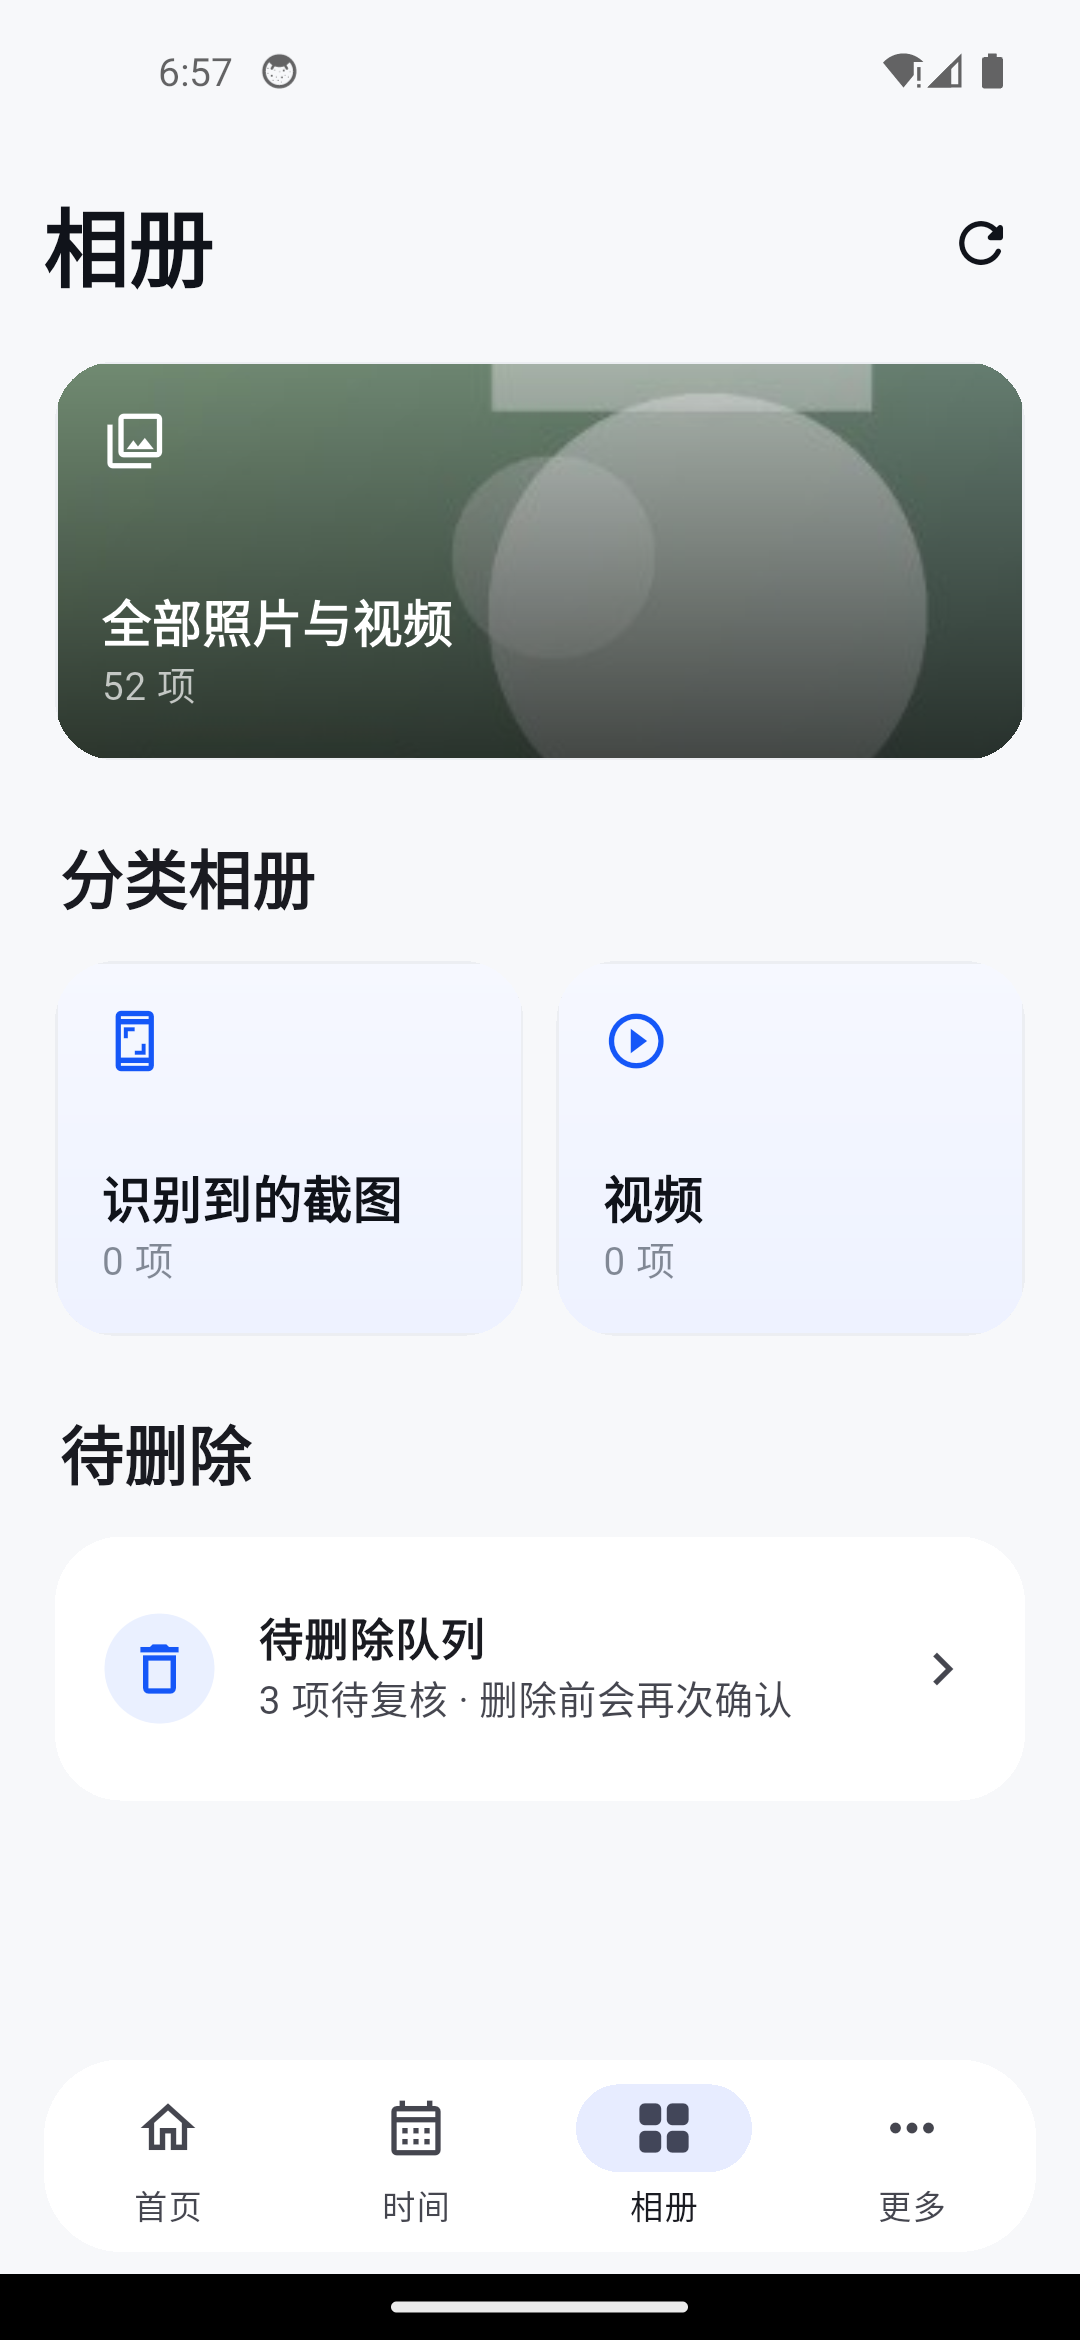 6:57
相册
全部照片与视频
52 项
分类相册
识别到的截图
0 项
视频
0 项
待删除
待删除队列
3 项待复核 · 删除前会再次确认
首页
时间
相册
更多